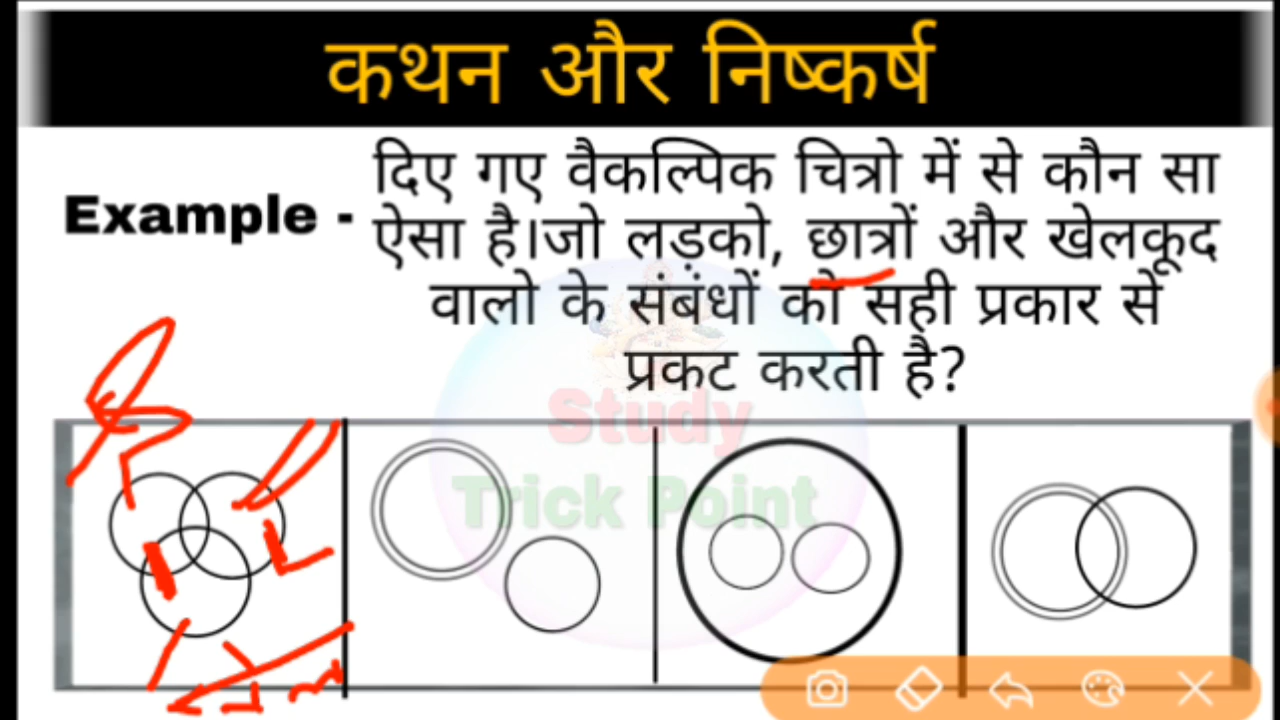 कथन और निष्कर्ष
Example - दिए गए वैकल्पिक चित्रो में से कौन सा
ऐसा है।जो लड़को, छात्रों और खेलकूद
वालो के संबंधों को सही प्रकार से
प्रकट करती है?
Study
Trick Point